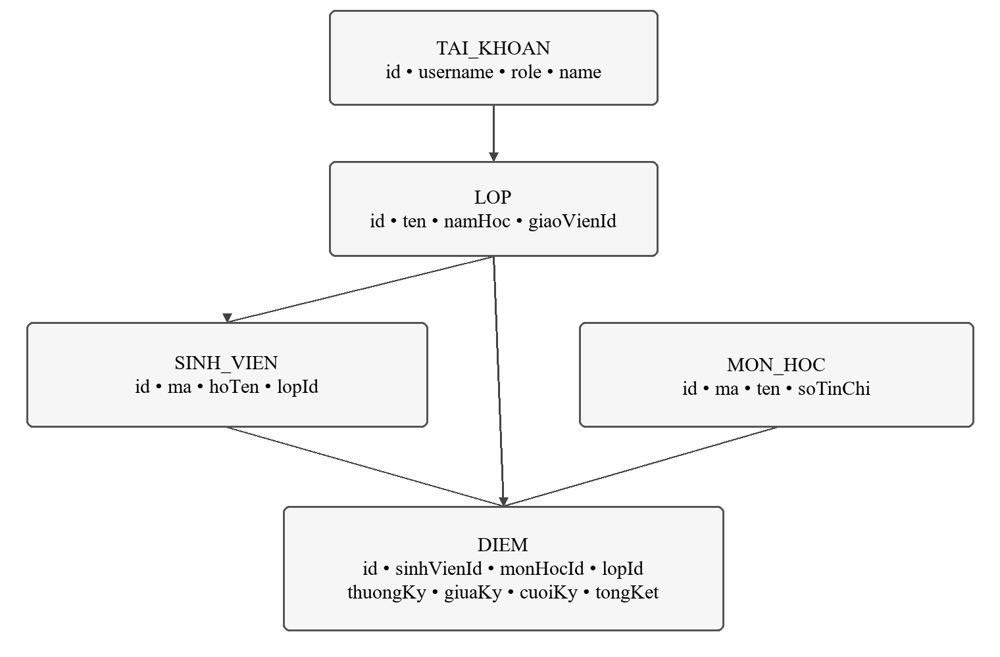 TAI_KHOAN
id • username • role • name
LOP
id • ten • namHoc • giaoVienId
SINH_VIEN
id • ma • hoTen • lopId
MON_HOC
id • ma • ten • soTinChi
DIEM
id • sinhVienId • monHocId • lopId
thuongKy • giuaKy • cuoiKy • tongKet